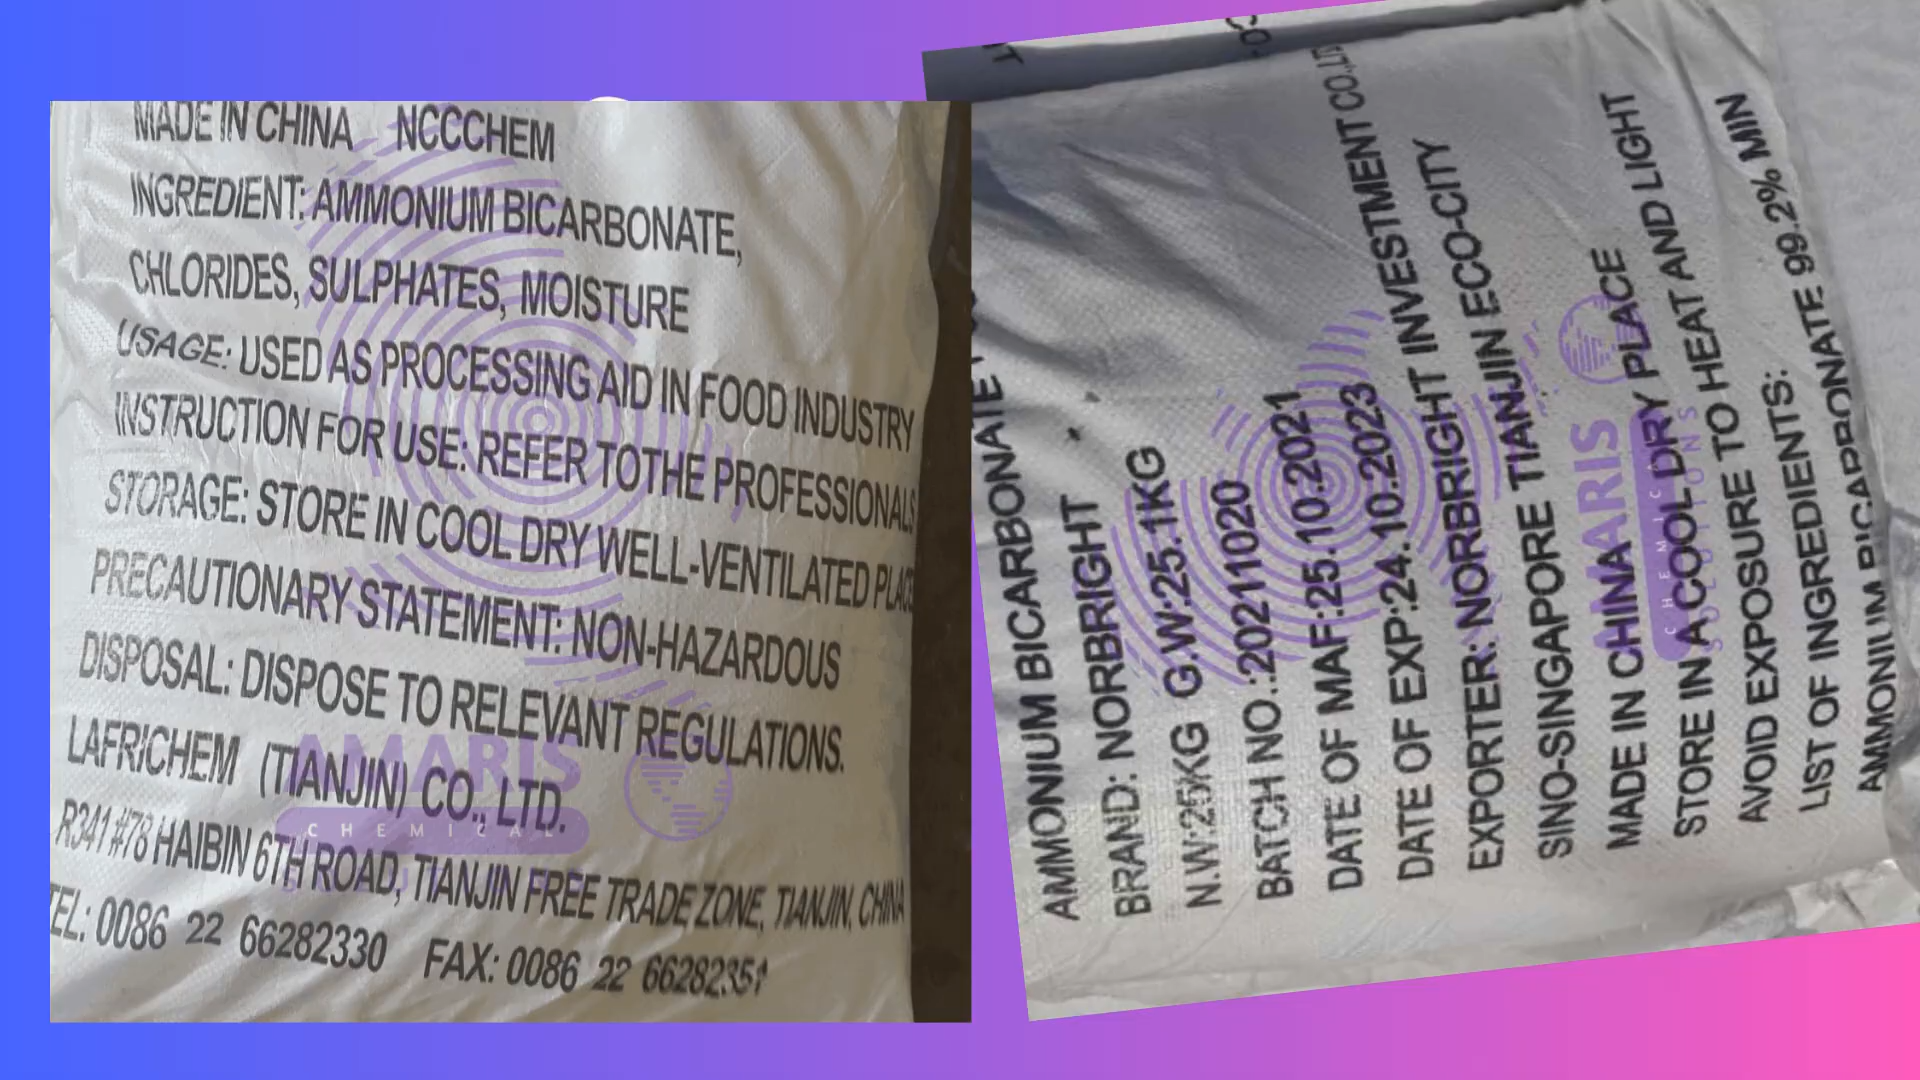 MADE IN CHINA NCCCHEM
INGREDIENT: AMMONIUM BICARBONATE,
CHLORIDES, SULPHATES, MOISTURE
USAGE: USED AS PROCESSING AID IN FOOD INDUSTRY
INSTRUCTION FOR USE: REFER TOTHE PROFESSIONALS
STORAGE: STORE IN COOL DRY WELL-VENTILATED PLACE
PRECAUTIONARY STATEMENT: NON-HAZARDOUS
DISPOSAL: DISPOSE TO RELEVANT REGULATIONS.
LAFRICHEM (TIANJIN) CO., LTD.
R341 #78 HAIBIN 6TH ROAD, TIANJIN FREE TRADE ZONE, TIANJIN, CHINA
TEL: 0086 22 66282330 FAX: 0086 22 66282351
AMARIS
CHEMICAL
AMMONIUM BICARBONATE
AMMONIUM BICARBONATE
BRAND: NORBRIGHT
N.W:25KG G.W:25.1KG
BATCH NO.:202111020
DATE OF MAF:25.10.2021
DATE OF EXP:24.10.2023
EXPORTER: NORBRIGHT INVESTMENT CO.,LTD
SINO-SINGAPORE TIANJIN ECO-CITY
MADE IN CHINA
STORE IN A COOL DRY PLACE
AVOID EXPOSURE TO HEAT AND LIGHT
LIST OF INGREDIENTS:
AMMONIUM BICARBONATE 99.2% MIN
AMARIS
CHEMICAL
SOLUTIONS